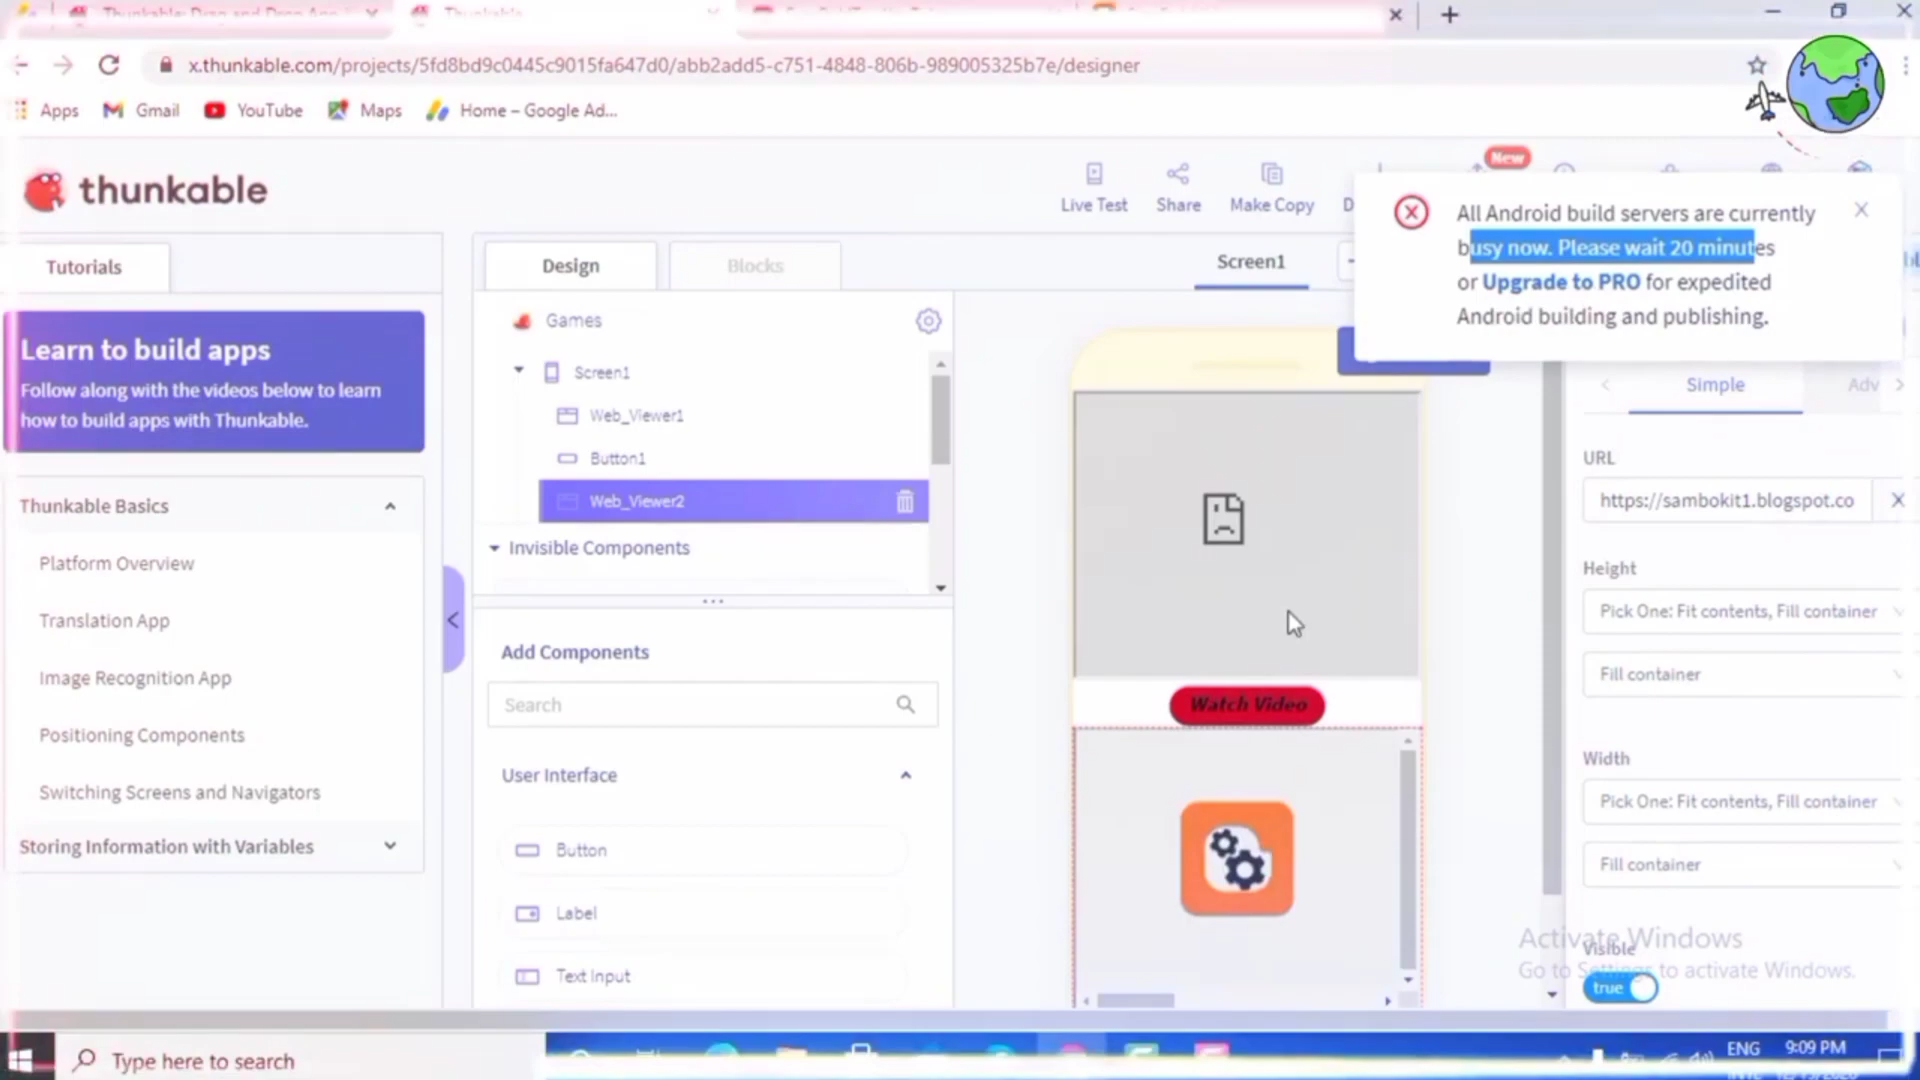 Thunkable
x.thunkable.com/projects/5fd8bd9c0445c9015fa647d0/abb2add5-c751-4848-806b-989005325b7e/designer
Apps
Gmail
YouTube
Maps
Home – Google Ad...
thunkable
Live Test
Share
Make Copy
D
New
All Android build servers are currently
busy now. Please wait 20 minutes
or Upgrade to PRO for expedited
Android building and publishing.
Tutorials
Learn to build apps
Follow along with the videos below to learn
how to build apps with Thunkable.
Thunkable Basics
Platform Overview
Translation App
Image Recognition App
Positioning Components
Switching Screens and Navigators
Storing Information with Variables
Design
Blocks
Games
Screen1
Web_Viewer1
Button1
Web_Viewer2
Invisible Components
Add Components
Search
User Interface
Button
Label
Text Input
Screen1
Watch Video
Simple
Adv
URL
https://sambokit1.blogspot.co
Height
Pick One: Fit contents, Fill container
Fill container
Width
Pick One: Fit contents, Fill container
Fill container
Visible
true
Activate Windows
Go to Settings to activate Windows.
Type here to search
ENG
9:09 PM